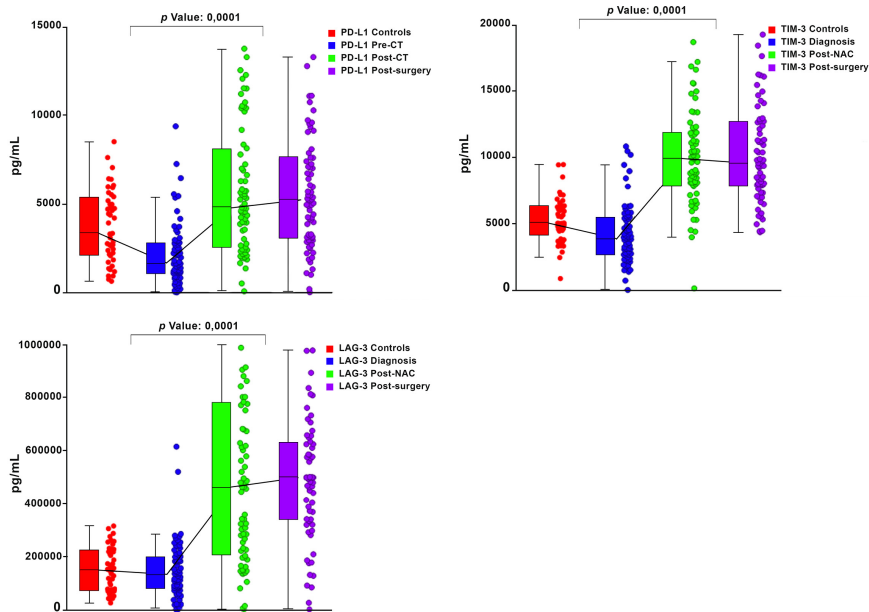 p Value: 0,0001
15000
10000
5000
0
pg/mL
PD-L1 Controls
PD-L1 Pre-CT
PD-L1 Post-CT
PD-L1 Post-surgery
p Value: 0,0001
20000
15000
10000
5000
0
pg/mL
TIM-3 Controls
TIM-3 Diagnosis
TIM-3 Post-NAC
TIM-3 Post-surgery
p Value: 0,0001
1000000
800000
600000
400000
200000
0
pg/mL
LAG-3 Controls
LAG-3 Diagnosis
LAG-3 Post-NAC
LAG-3 Post-surgery